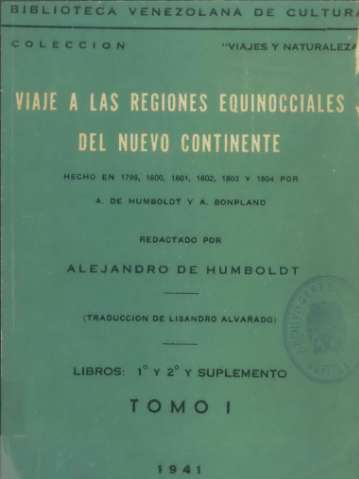 BIBLIOTECA VENEZOLANA DE CULTURA
COLECCION "VIAJES Y NATURALEZA
VIAJE A LAS REGIONES EQUINOCCIALES
DEL NUEVO CONTINENTE
HECHO EN 1799, 1800, 1801, 1802, 1803 Y 1804 POR
A. DE HUMBOLDT Y A. BONPLAND
REDACTADO POR
ALEJANDRO DE HUMBOLDT
(TRADUCCION DE LISANDRO ALVARADO)
LIBROS: 1° Y 2° Y SUPLEMENTO
TOMO I
1941